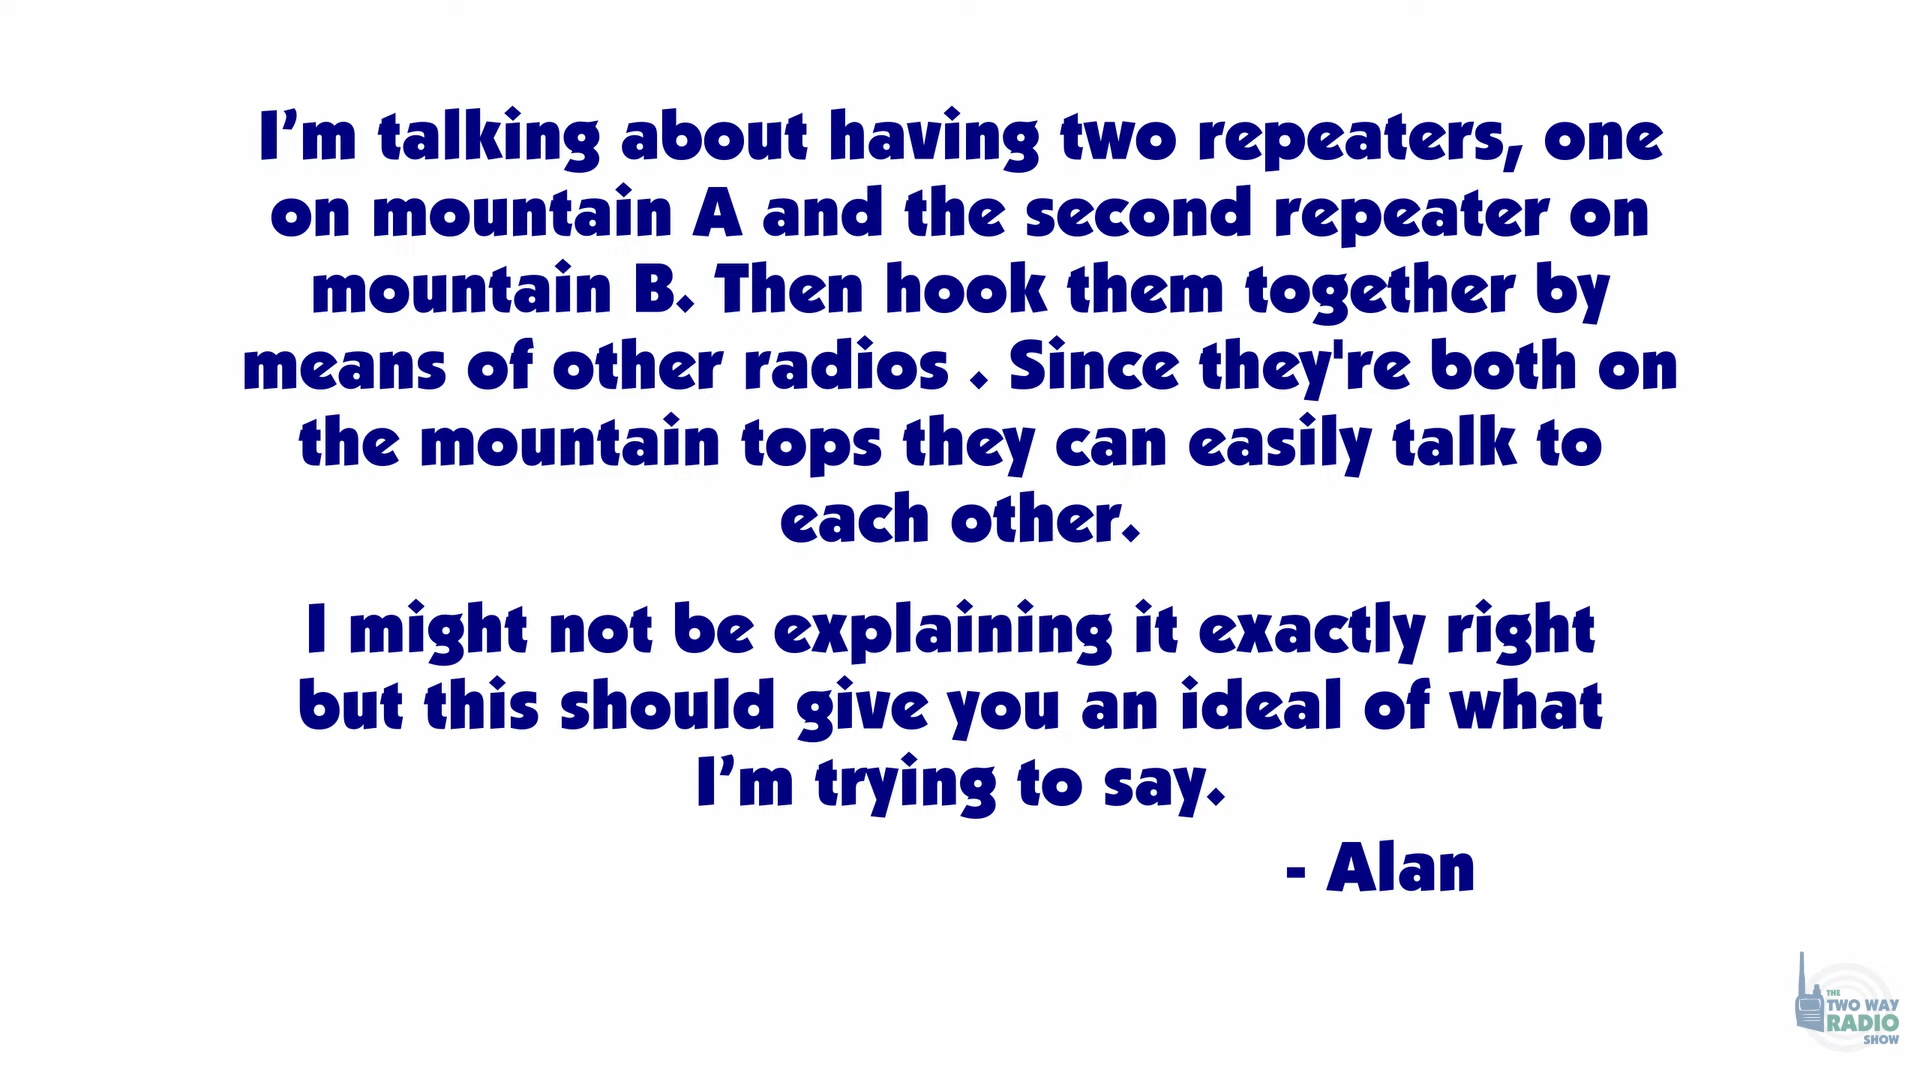 I’m talking about having two repeaters, one
on mountain A and the second repeater on
mountain B. Then hook them together by
means of other radios . Since they're both on
the mountain tops they can easily talk to
each other.
I might not be explaining it exactly right
but this should give you an ideal of what
I’m trying to say.
- Alan
THE
TWO WAY
RADIO
SHOW